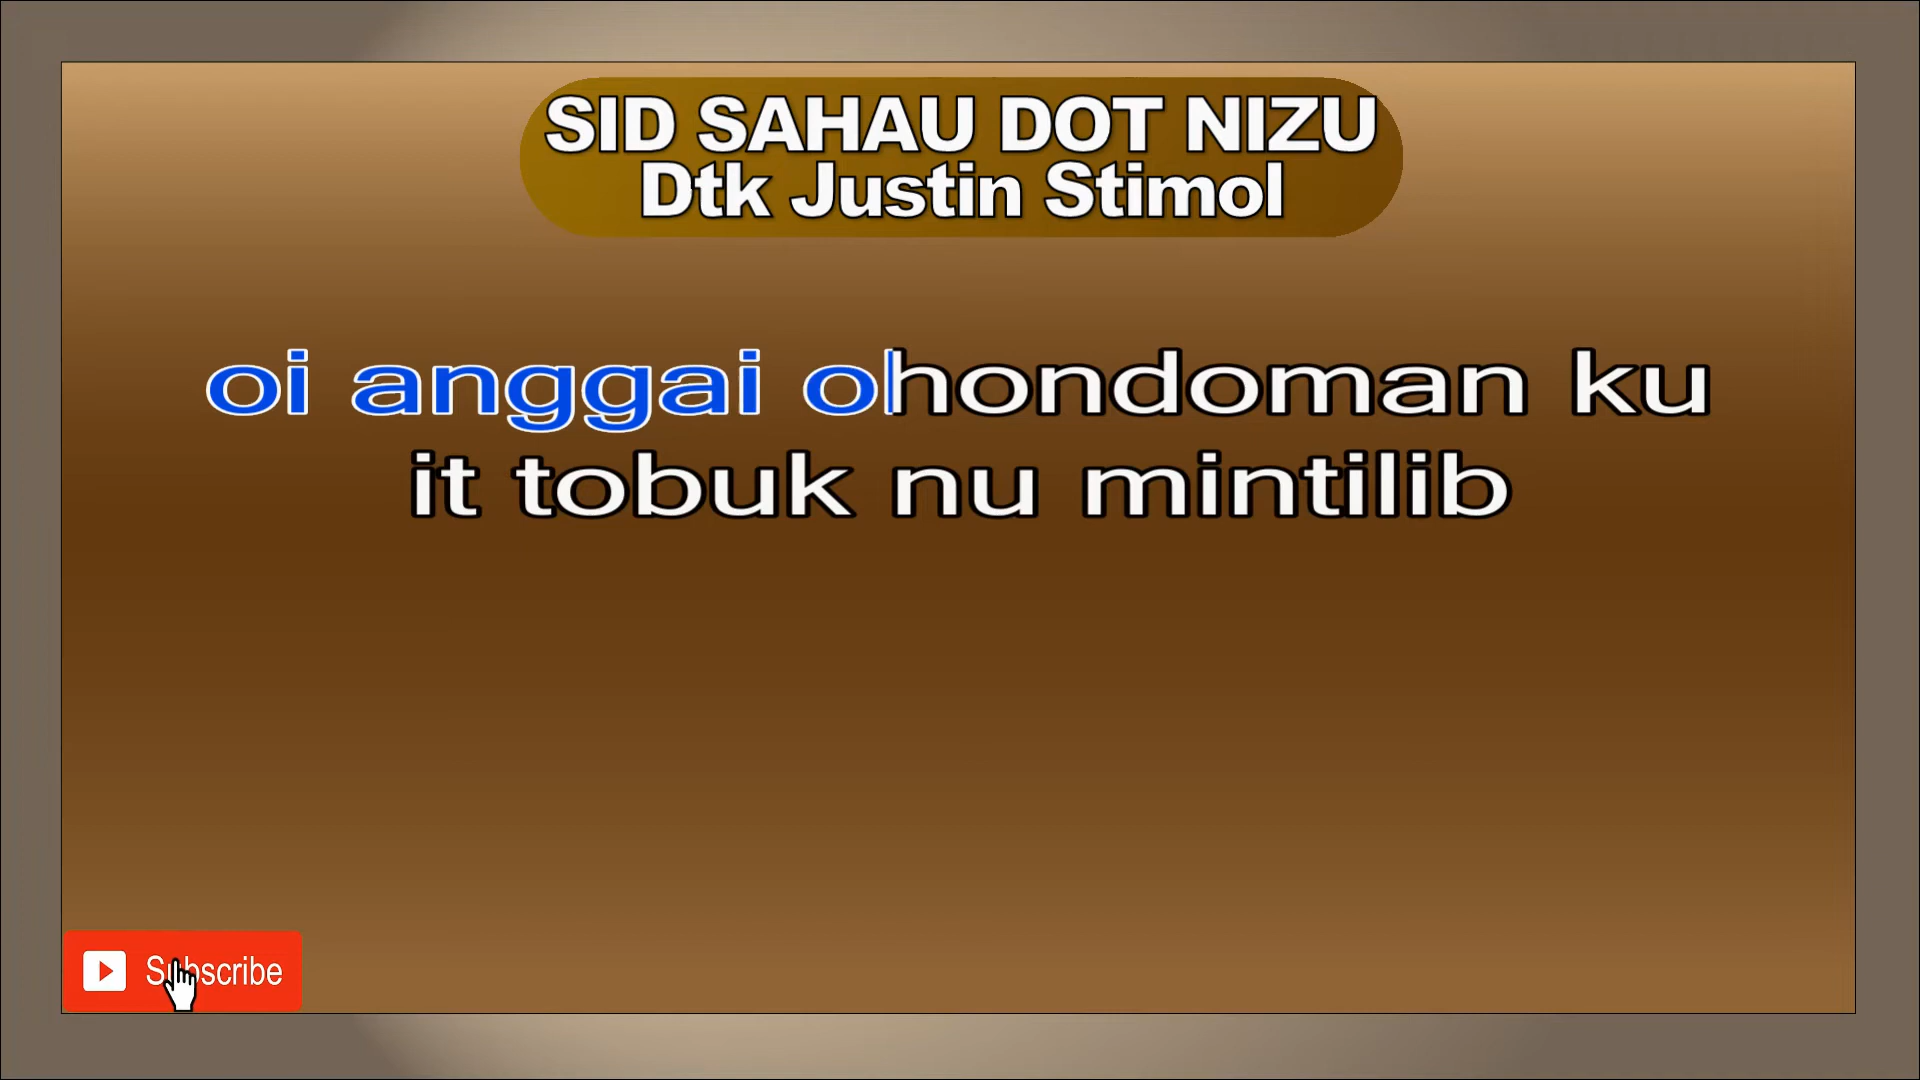 SID SAHAU DOT NIZU
Dtk Justin Stimol
oi anggai ohondoman ku
it tobuk nu mintilib
Subscribe